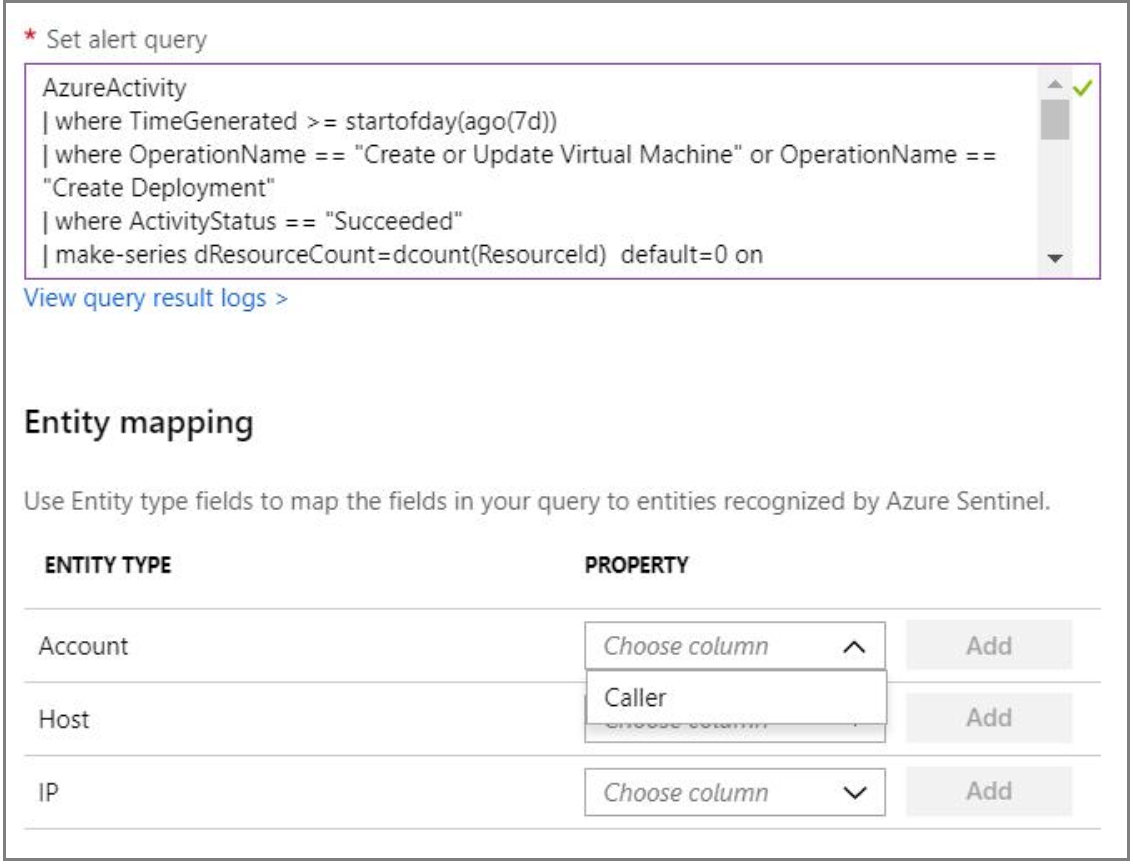 * Set alert query
AzureActivity
| where TimeGenerated >= startofday(ago(7d))
| where OperationName == "Create or Update Virtual Machine" or OperationName ==
"Create Deployment"
| where ActivityStatus == "Succeeded"
| make-series dResourceCount=dcount(ResourceId)  default=0 on
View query result logs >
Entity mapping
Use Entity type fields to map the fields in your query to entities recognized by Azure Sentinel.
ENTITY TYPE PROPERTY
Account Choose column Add
Caller
Host Add
IP Choose column Add